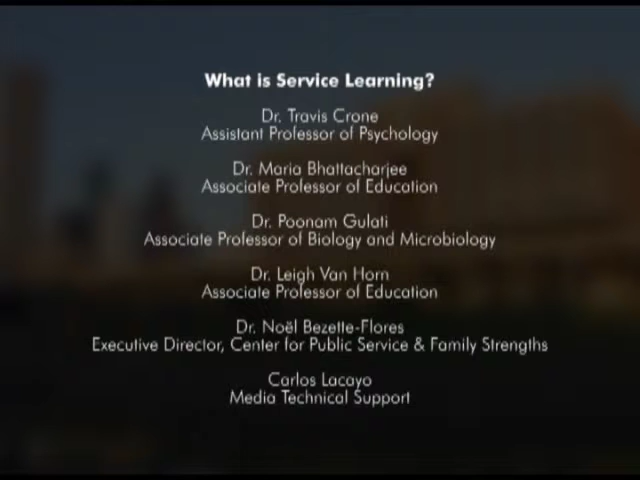 What is Service Learning?
Dr. Travis Crone
Assistant Professor of Psychology
Dr. Maria Bhattacharjee
Associate Professor of Education
Dr. Poonam Gulati
Associate Professor of Biology and Microbiology
Dr. Leigh Van Horn
Associate Professor of Education
Dr. Noël Bezette-Flores
Executive Director, Center for Public Service & Family Strengths
Carlos Lacayo
Media Technical Support